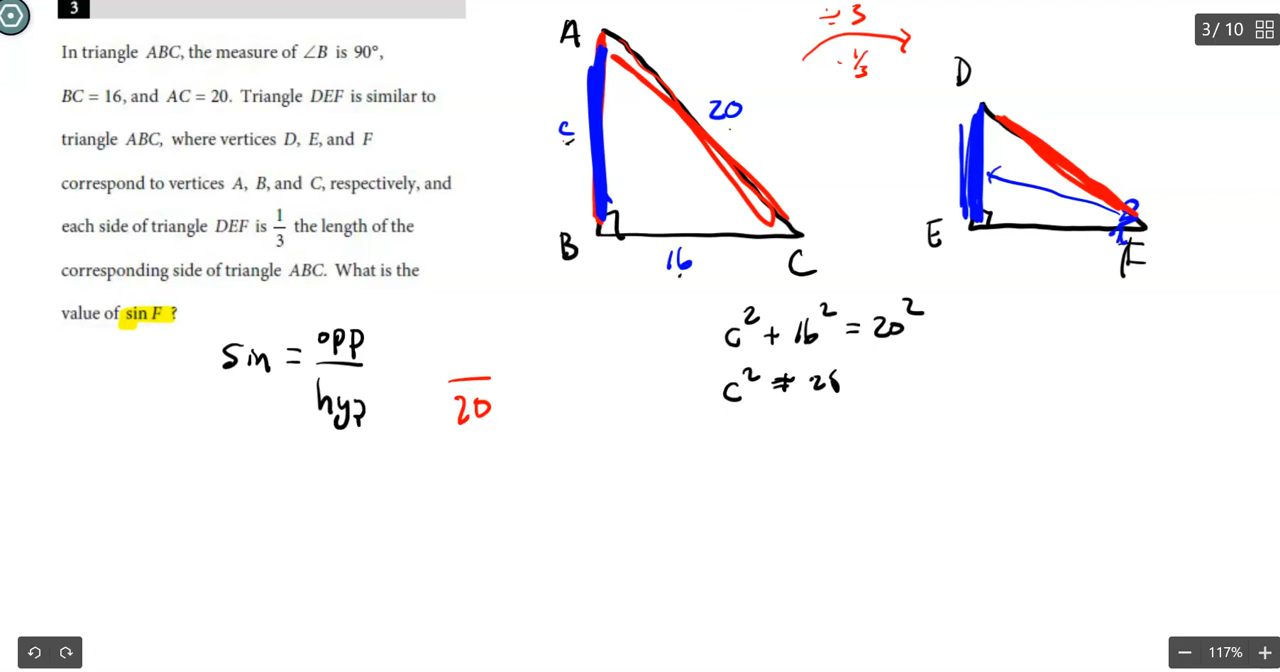 3
In triangle ABC, the measure of ∠B is 90°,
BC = 16, and AC = 20. Triangle DEF is similar to
triangle ABC, where vertices D, E, and F
correspond to vertices A, B, and C, respectively, and
each side of triangle DEF is 1/3 the length of the
corresponding side of triangle ABC. What is the
value of sin F ?
sin = opp/hyp
20
A
c
20
B
16
C
÷ 3
· 1/3
D
E
F
c² + 16² = 20²
c²
3 / 10
117%